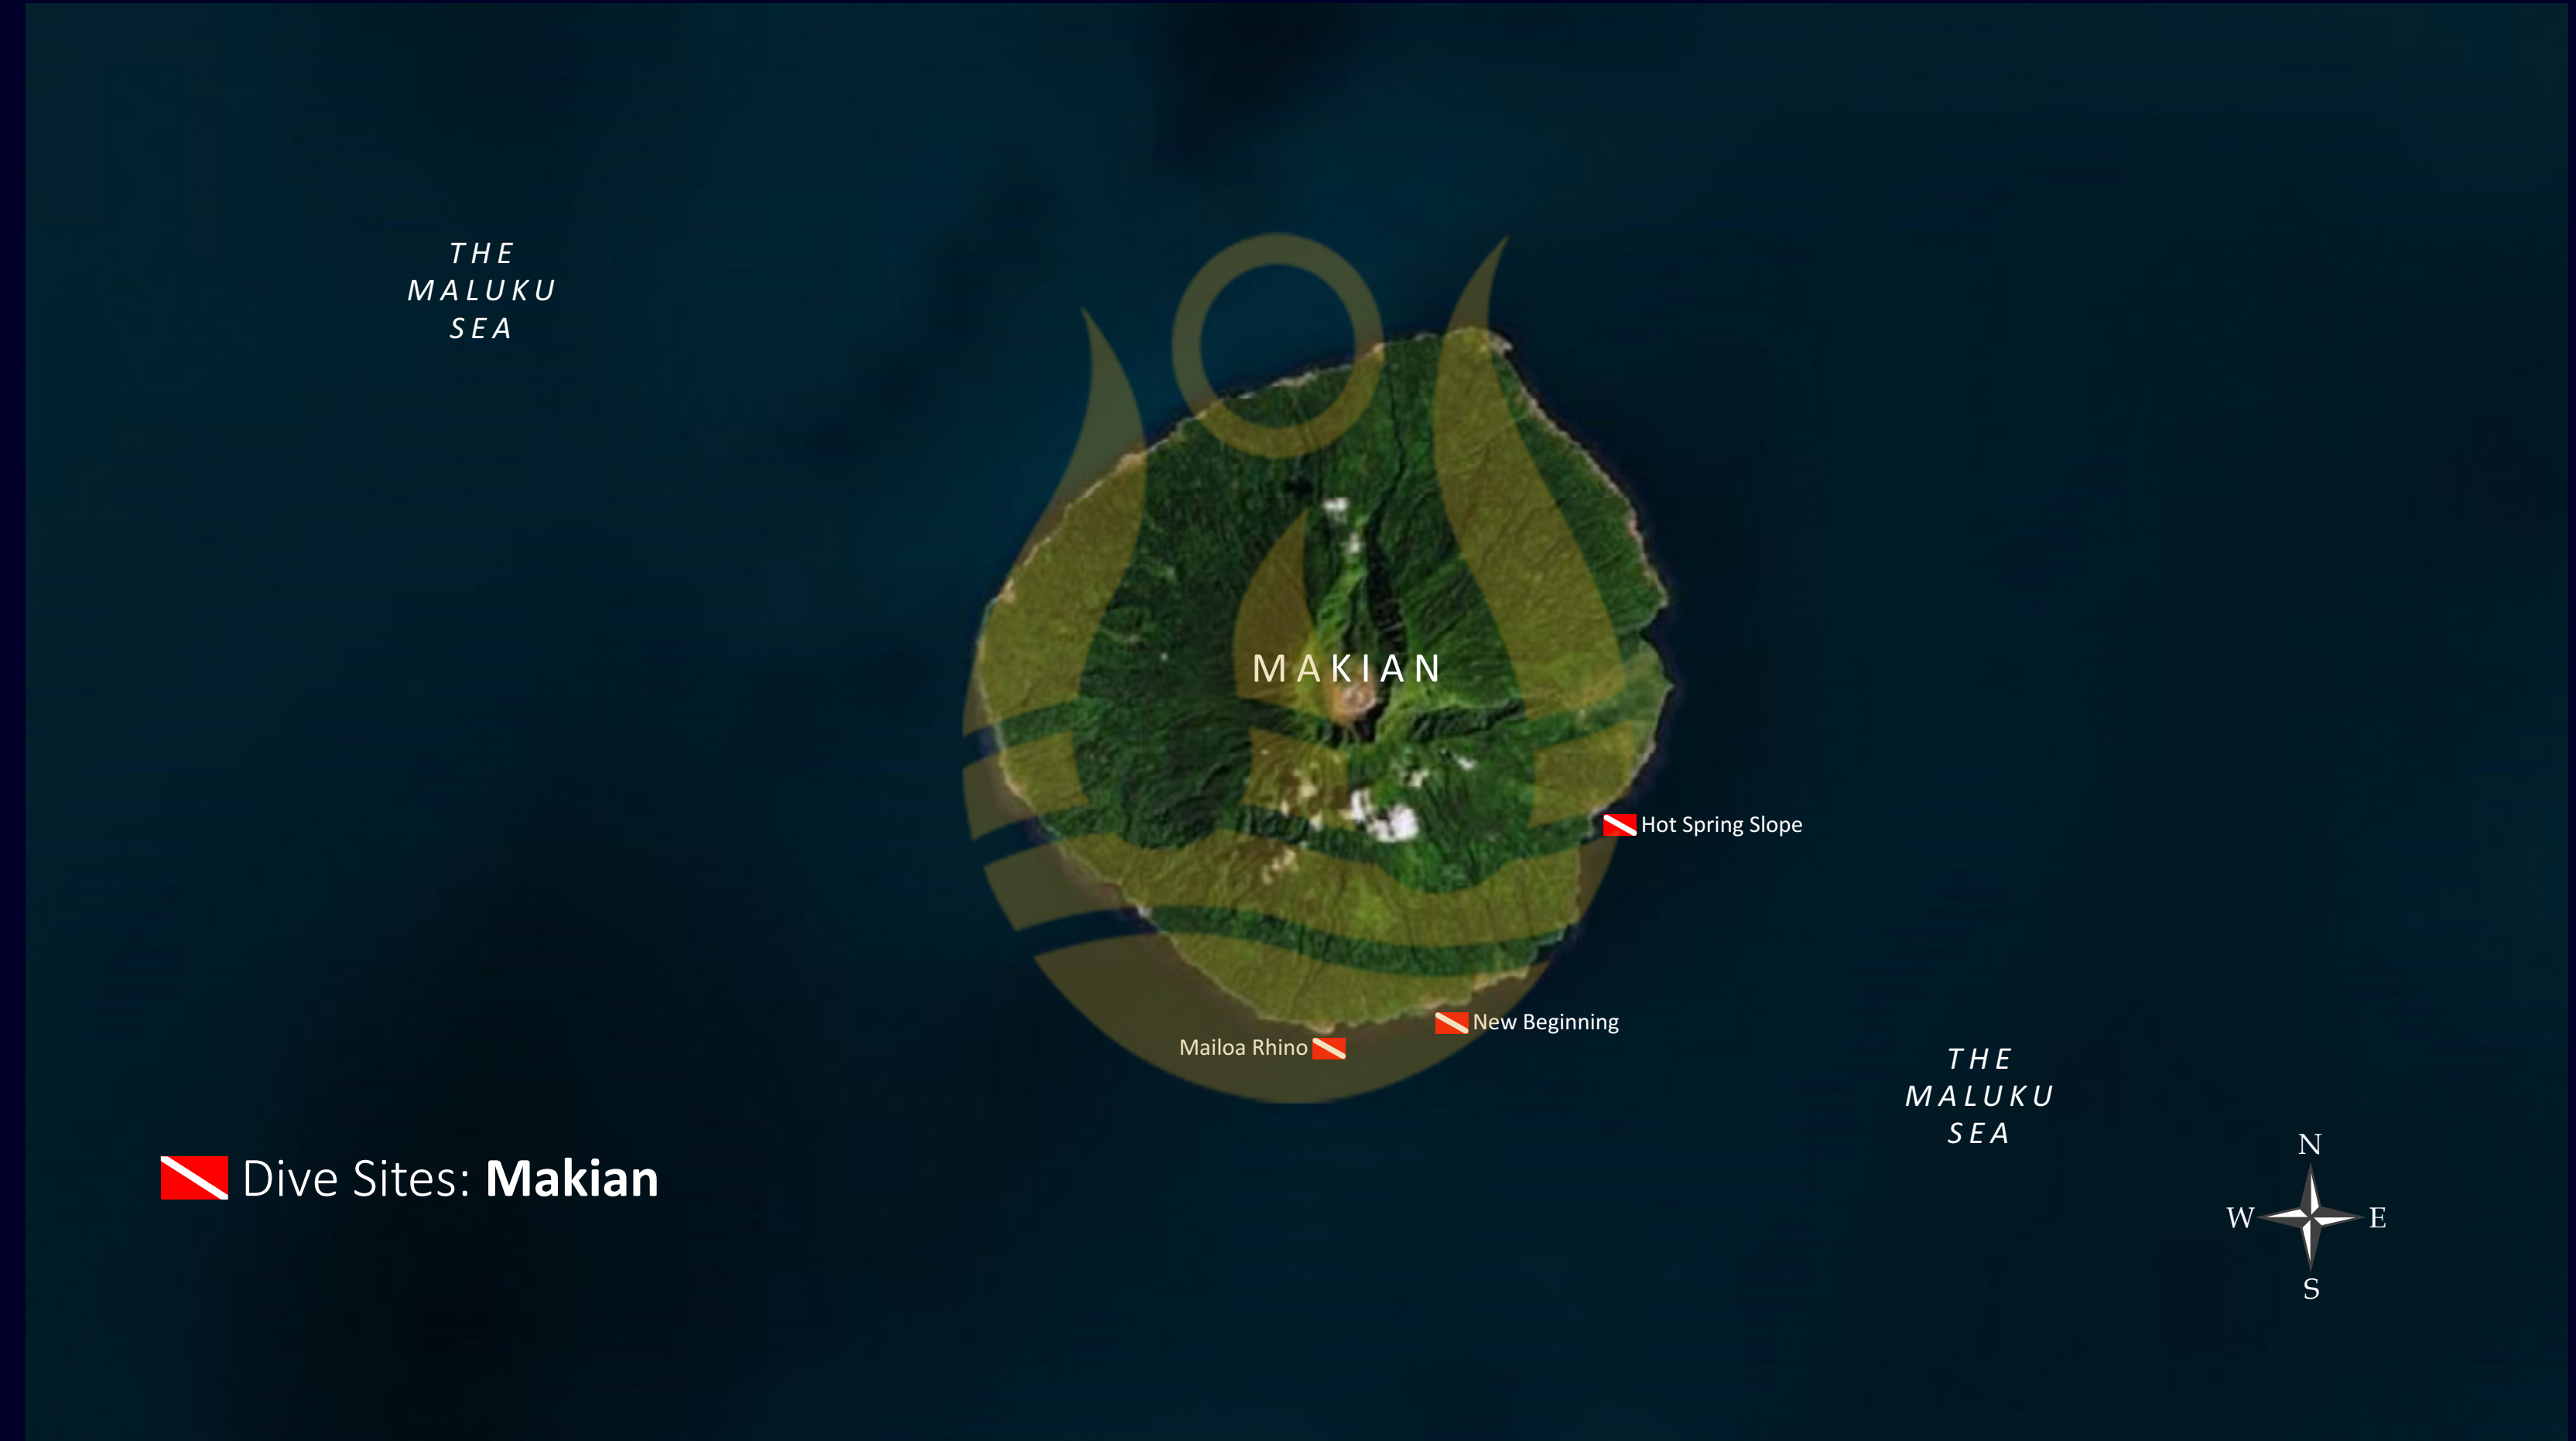 THE
MALUKU
SEA
MAKIAN
Hot Spring Slope
New Beginning
Mailoa Rhino
THE
MALUKU
SEA
Dive Sites: Makian
N
W E
S